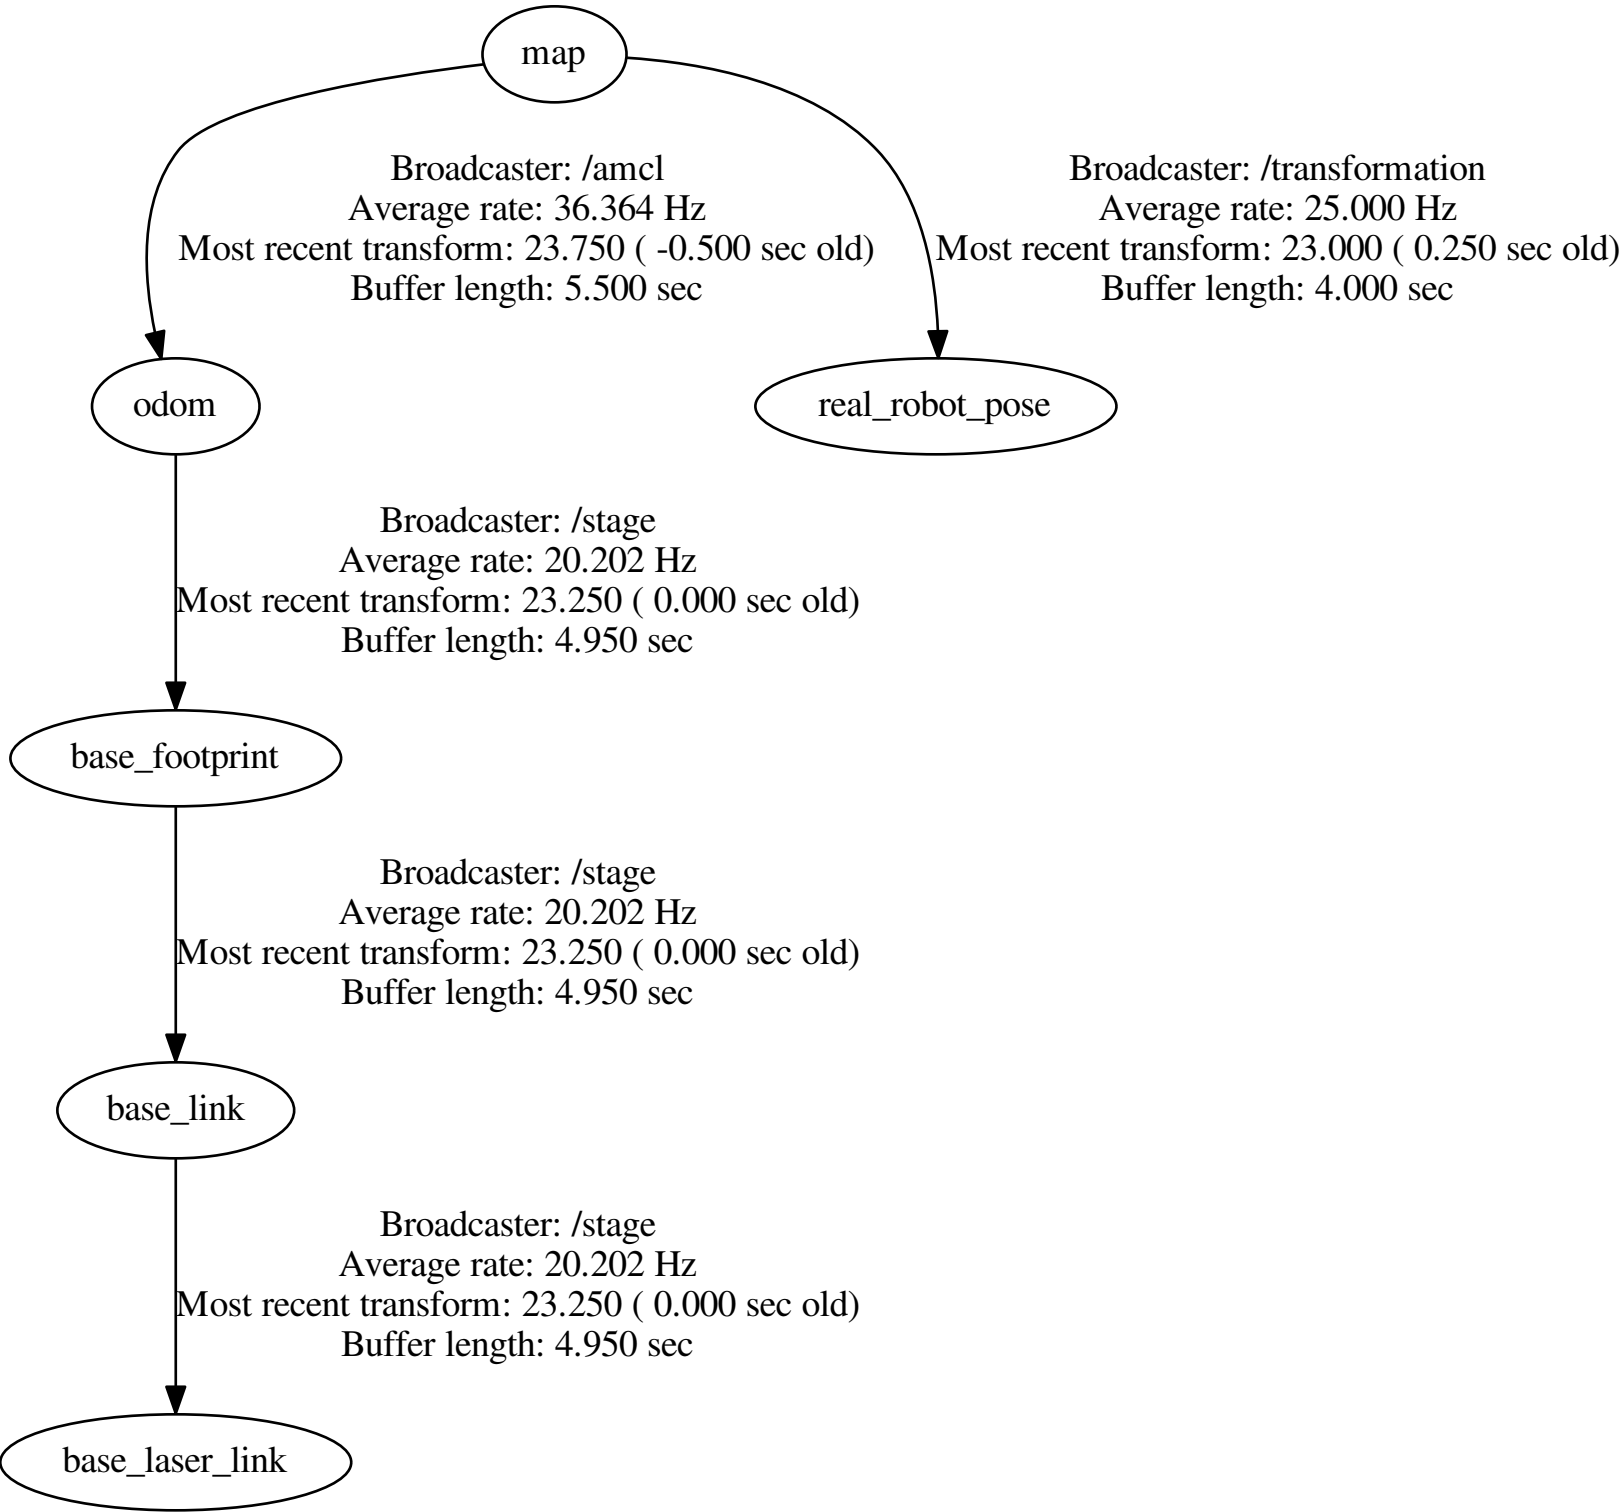 map
Broadcaster: /amcl
Average rate: 36.364 Hz
Most recent transform: 23.750 ( -0.500 sec old)
Buffer length: 5.500 sec
Broadcaster: /transformation
Average rate: 25.000 Hz
Most recent transform: 23.000 ( 0.250 sec old)
Buffer length: 4.000 sec
odom
real_robot_pose
Broadcaster: /stage
Average rate: 20.202 Hz
Most recent transform: 23.250 ( 0.000 sec old)
Buffer length: 4.950 sec
base_footprint
Broadcaster: /stage
Average rate: 20.202 Hz
Most recent transform: 23.250 ( 0.000 sec old)
Buffer length: 4.950 sec
base_link
Broadcaster: /stage
Average rate: 20.202 Hz
Most recent transform: 23.250 ( 0.000 sec old)
Buffer length: 4.950 sec
base_laser_link